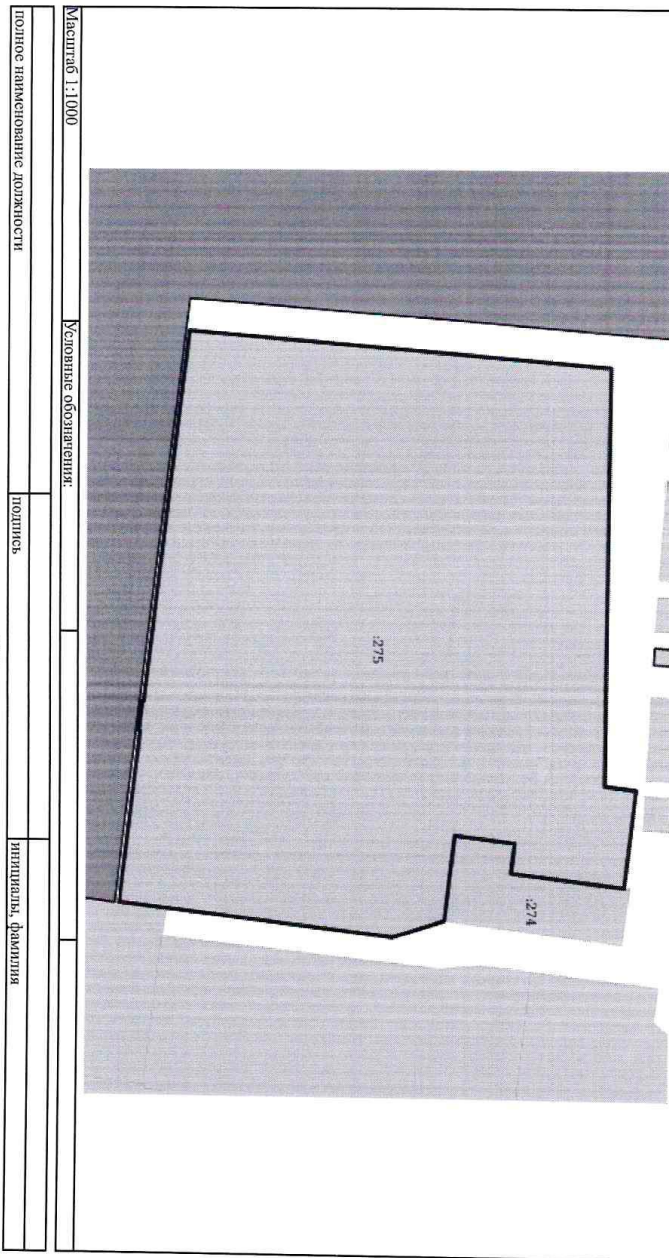 :274
:275
Масштаб 1:1000
Условные обозначения:
полное наименование должности
подпись
инициалы, фамилия